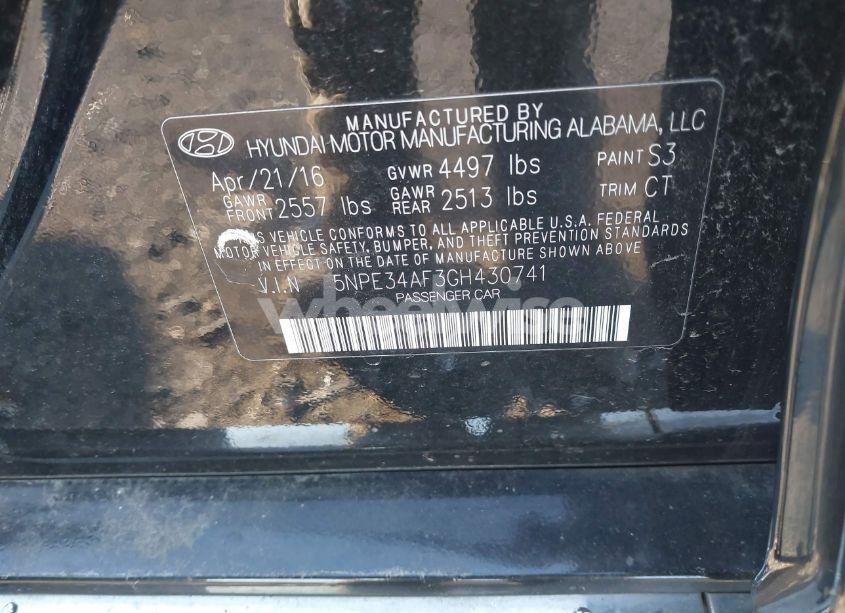 MANUFACTURED BY
HYUNDAI MOTOR MANUFACTURING ALABAMA, LLC
Apr/21/16 GVWR 4497 lbs PAINT S3
GAWR FRONT 2557 lbs GAWR REAR 2513 lbs TRIM CT
S VEHICLE CONFORMS TO ALL APPLICABLE U.S.A. FEDERAL
MOTOR VEHICLE SAFETY, BUMPER, AND THEFT PREVENTION STANDARDS
IN EFFECT ON THE DATE OF MANUFACTURE SHOWN ABOVE.
V.I.N 5NPE34AF3GH430741
PASSENGER CAR
wheelwise